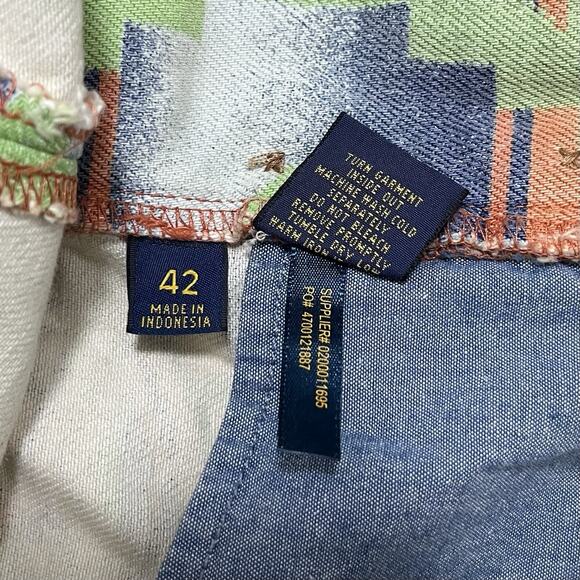 TURN GARMENT
INSIDE OUT
MACHINE WASH COLD
SEPARATELY
DO NOT BLEACH
REMOVE PROMPTLY
TUMBLE DRY LOW
WARM IRON
42
MADE IN
INDONESIA
SUPPLIER# 0200011695
PO# 4700121887